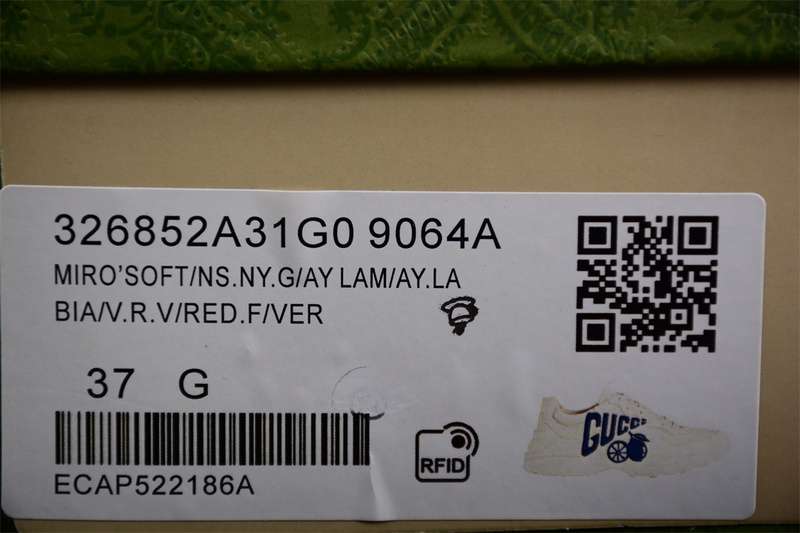 326852A31G0 9064A
MIRO'SOFT/NS.NY.G/AY LAM/AY.LA
BIA/V.R.V/RED.F/VER
37 G
ECAP522186A
RFID
GUCCI